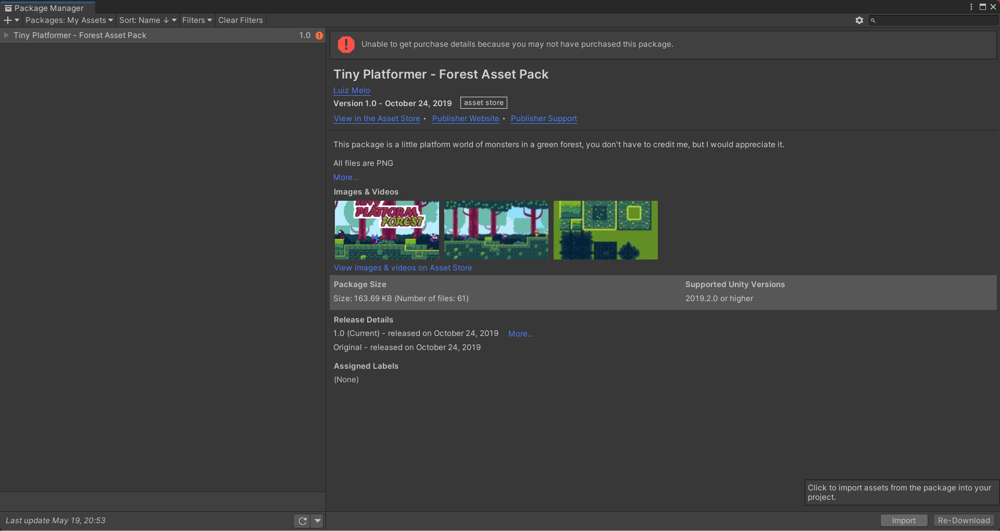 Package Manager
Packages: My Assets
Sort: Name ↓
Filters
Clear Filters
Tiny Platformer - Forest Asset Pack
1.0
Unable to get purchase details because you may not have purchased this package.
Tiny Platformer - Forest Asset Pack
Luiz Melo
Version 1.0 - October 24, 2019
asset store
View in the Asset Store • Publisher Website • Publisher Support
This package is a little platform world of monsters in a green forest, you don't have to credit me, but I would appreciate it.
All files are PNG
More...
Images & Videos
TINY
PLATFORM
FOREST
View images & videos on Asset Store
Package Size
Size: 163.69 KB (Number of files: 61)
Supported Unity Versions
2019.2.0 or higher
Release Details
1.0 (Current) - released on October 24, 2019
More...
Original - released on October 24, 2019
Assigned Labels
(None)
Click to import assets from the package into your
project.
Last update May 19, 20:53
Import
Re-Download